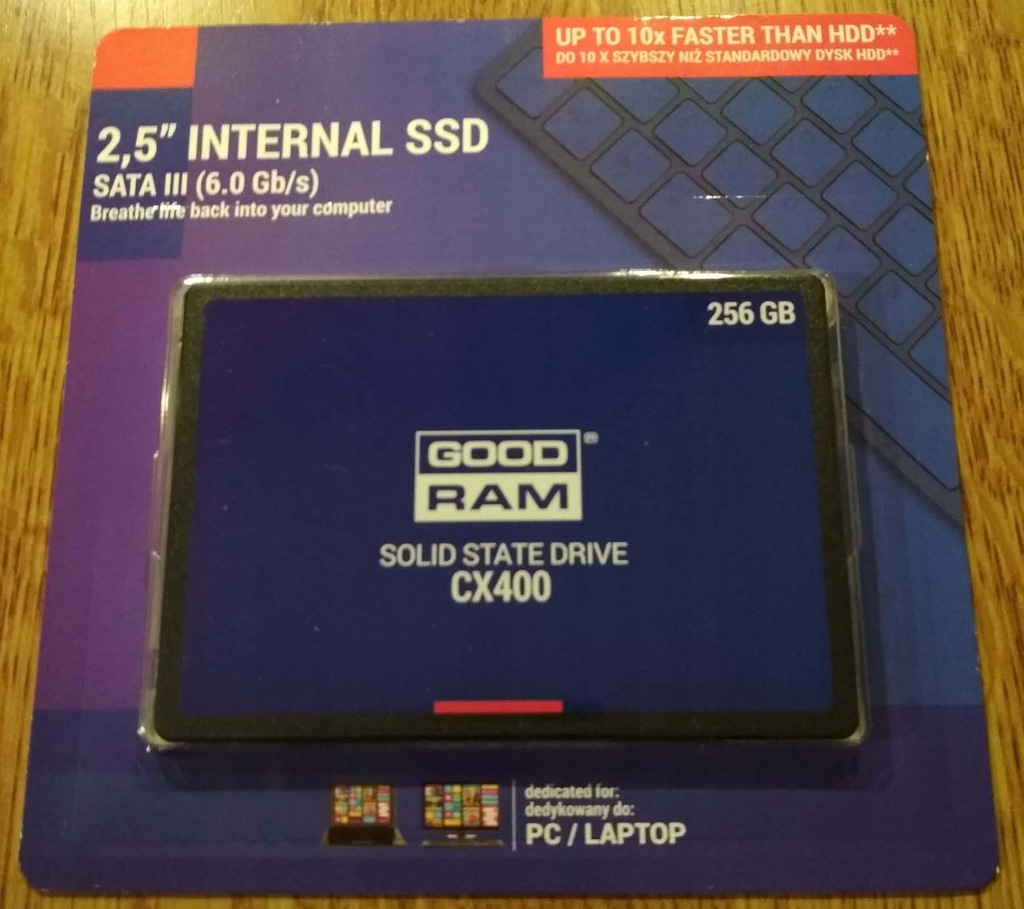 UP TO 10x FASTER THAN HDD**
DO 10 X SZYBSZY NIŻ STANDARDOWY DYSK HDD**
2,5” INTERNAL SSD
SATA III (6.0 Gb/s)
Breathe life back into your computer
256 GB
GOOD
RAM
®
SOLID STATE DRIVE
CX400
dedicated for:
dedykowany do:
PC / LAPTOP